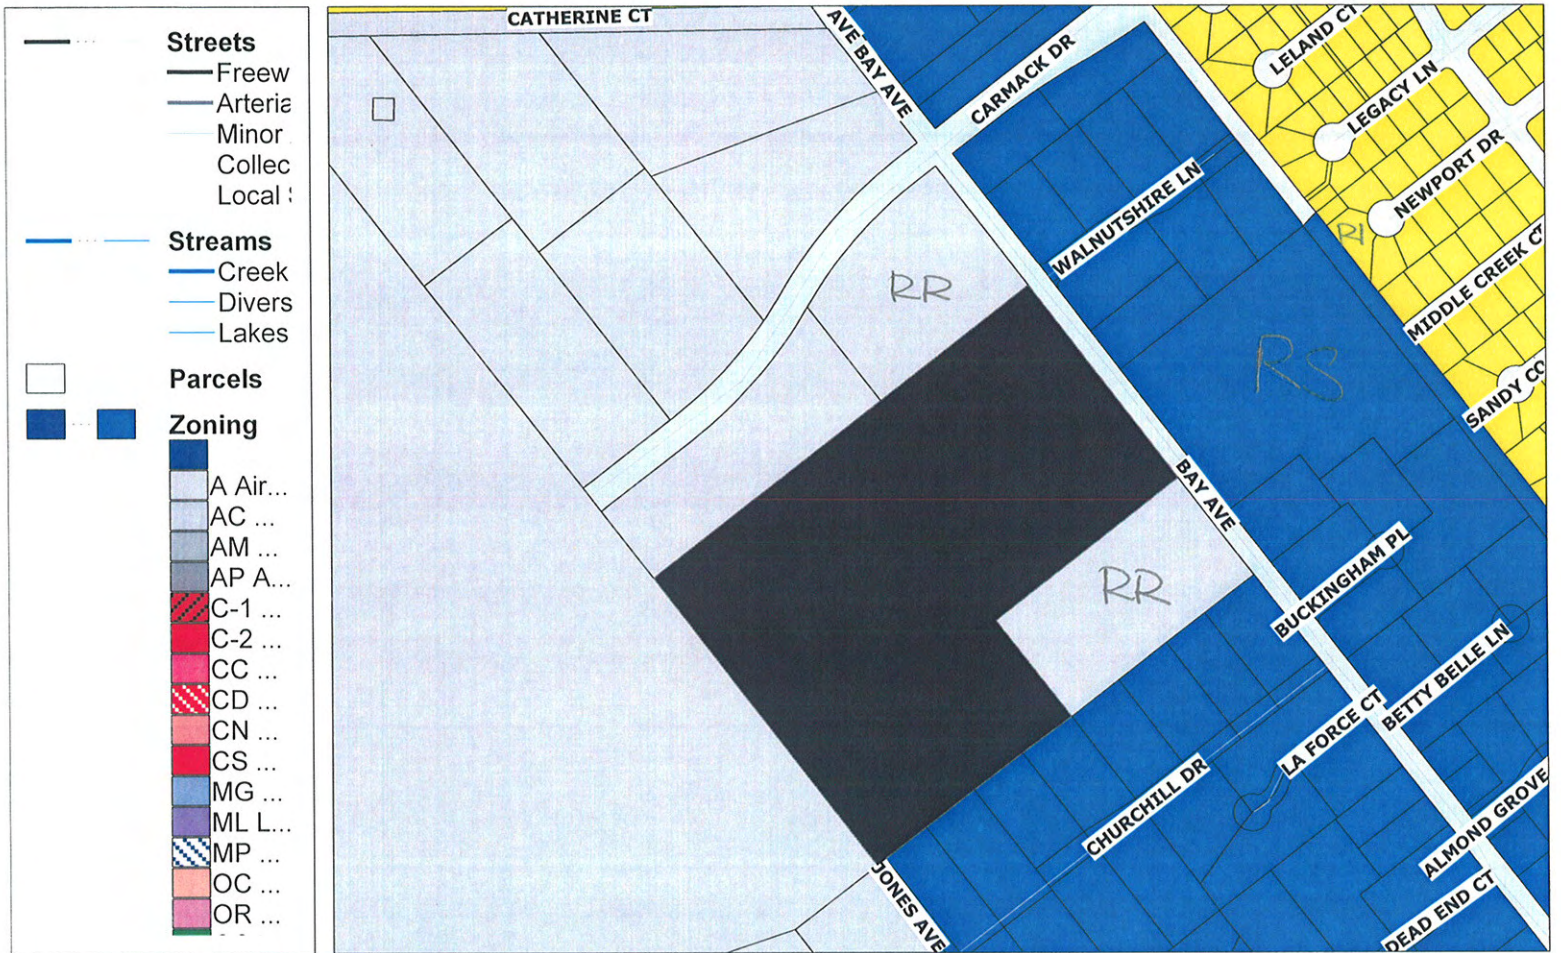 Streets
Freew
Arteria
Minor
Collec
Local
Streams
Creek
Divers
Lakes
Parcels
Zoning
A Air...
AC ...
AM ...
AP A...
C-1 ...
C-2 ...
CC ...
CD ...
CN ...
CS ...
MG ...
ML L...
MP ...
OC ...
OR ...
CATHERINE CT
AVE BAY AVE
CARMACK DR
LELAND CT
LEGACY LN
NEWPORT DR
WALNUTSHIRE LN
R1
MIDDLE CREEK CT
RR
RS
SANDY CO
BAY AVE
RR
BUCKINGHAM PL
BETTY BELLE LN
LA FORCE CT
CHURCHILL DR
ALMOND GROVE
JONES AVE
DEAD END CT